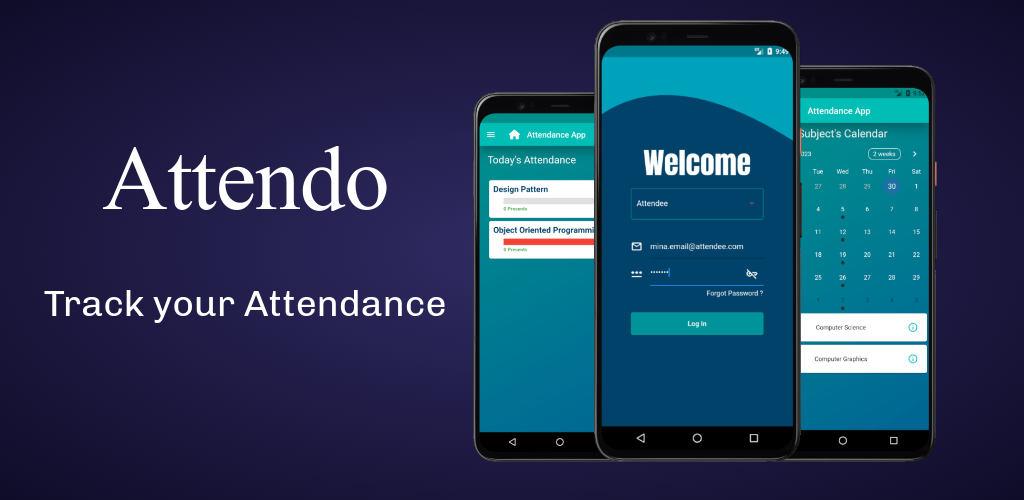 Attendo
Track your Attendance
Attendance App
Today's Attendance
Design Pattern
0 Presents
Object Oriented Programmi
0 Presents
9:49
Welcome
Attendee
mina.email@attendee.com
Forgot Password ?
Log In
9:52
Attendance App
Subject's Calendar
023
2 weeks
Tue Wed Thu Fri Sat
27 28 29 30 1
4 5 6 7 8
11 12 13 14 15
18 19 20 21 22
25 26 27 28 29
1 2 3 4 5
Computer Science
Computer Graphics